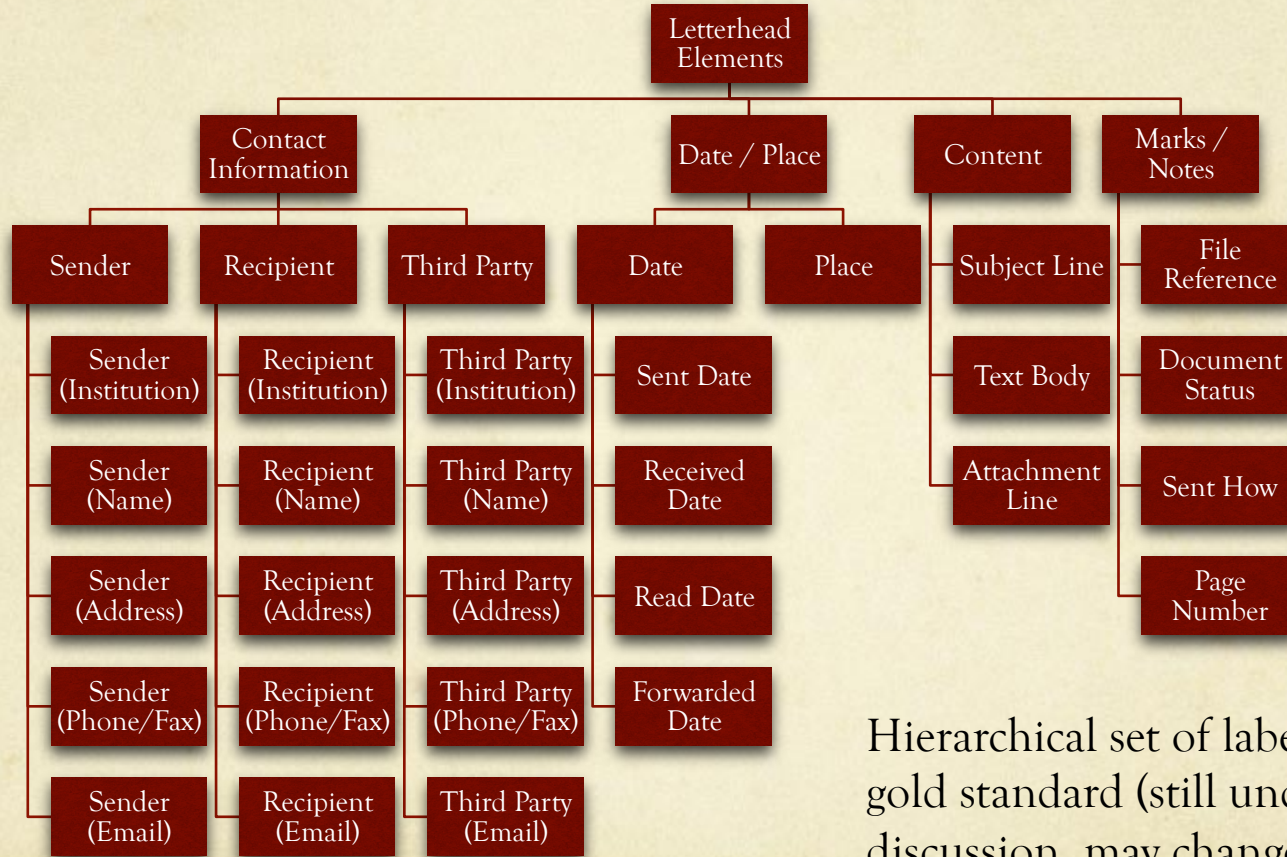 Letterhead
Elements
Contact
Information
Date / Place
Content
Marks /
Notes
Sender
Recipient
Third Party
Date
Place
Subject Line
File
Reference
Sender
(Institution)
Recipient
(Institution)
Third Party
(Institution)
Sent Date
Text Body
Document
Status
Sender
(Name)
Recipient
(Name)
Third Party
(Name)
Received
Date
Attachment
Line
Sent How
Sender
(Address)
Recipient
(Address)
Third Party
(Address)
Read Date
Page
Number
Sender
(Phone/Fax)
Recipient
(Phone/Fax)
Third Party
(Phone/Fax)
Forwarded
Date
Sender
(Email)
Recipient
(Email)
Third Party
(Email)
Hierarchical set of
gold standard (still
discussion, may change